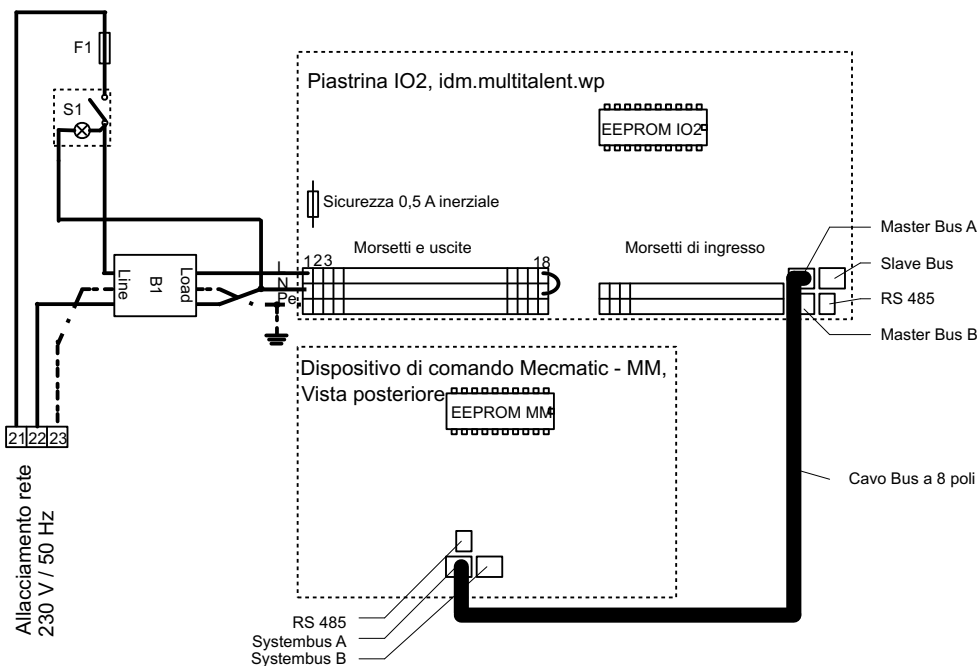 F1
S1
Piastrina IO2, idm.multitalent.wp
EEPROM IO2
Sicurezza 0,5 A inerziale
Morsetti e uscite
Morsetti di ingresso
123
18
Master Bus A
Slave Bus
RS 485
Master Bus B
Line
B1
Load
L
N
Pe
Dispositivo di comando Mecmatic - MM,
Vista posteriore
EEPROM MM
21 22 23
Allacciamento rete
230 V / 50 Hz
Cavo Bus a 8 poli
RS 485
Systembus A
Systembus B